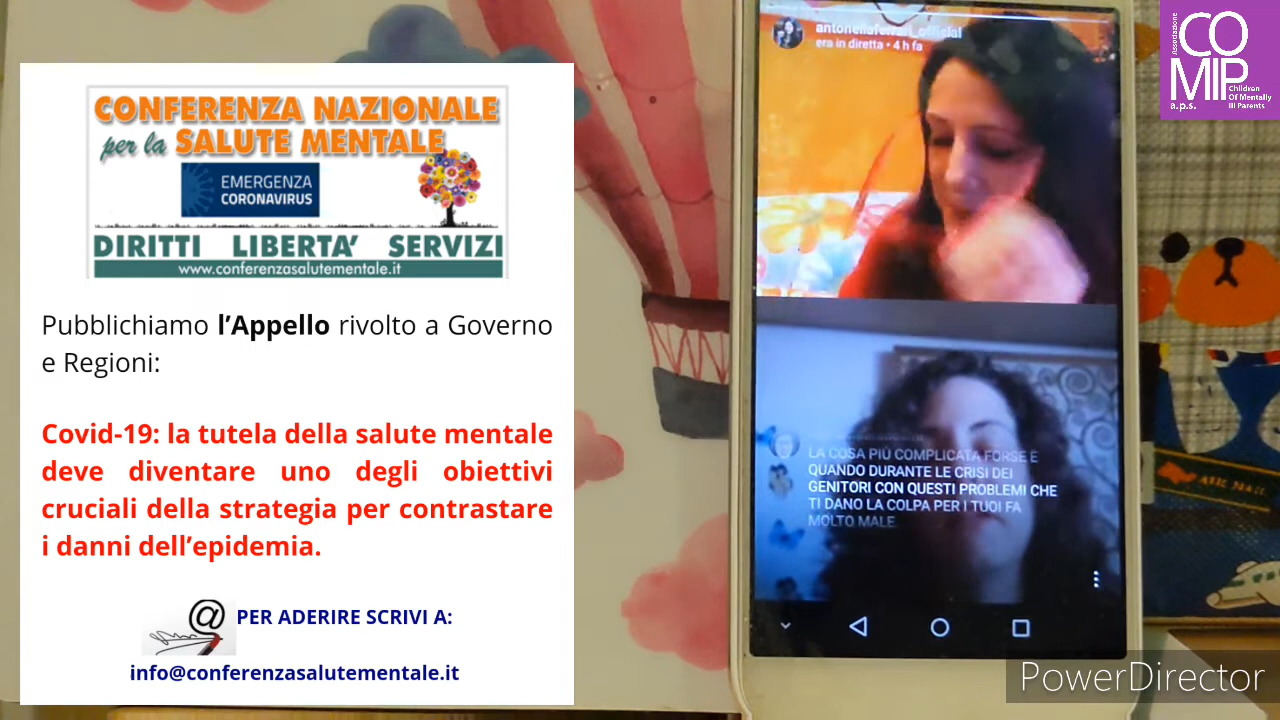 CONFERENZA NAZIONALE
per la SALUTE MENTALE
EMERGENZA
CORONAVIRUS
DIRITTI LIBERTA' SERVIZI
www.conferenzasalutementale.it
Pubblichiamo l'Appello rivolto a Governo
e Regioni:
Covid-19: la tutela della salute mentale
deve diventare uno degli obiettivi
cruciali della strategia per contrastare
i danni dell'epidemia.
@ PER ADERIRE SCRIVI A:
info@conferenzasalutementale.it
antonellaferrari_official
era in diretta • 4 h fa
LA COSA PIÙ COMPLICATA FORSE È
QUANDO DURANTE LE CRISI DEI
GENITORI CON QUESTI PROBLEMI CHE
TI DANO LA COLPA PER I TUOI FA
MOLTO MALE.
Associazione
CO
MIP
a.p.s.
Children
Of Mentally
Ill Parents
PowerDirector